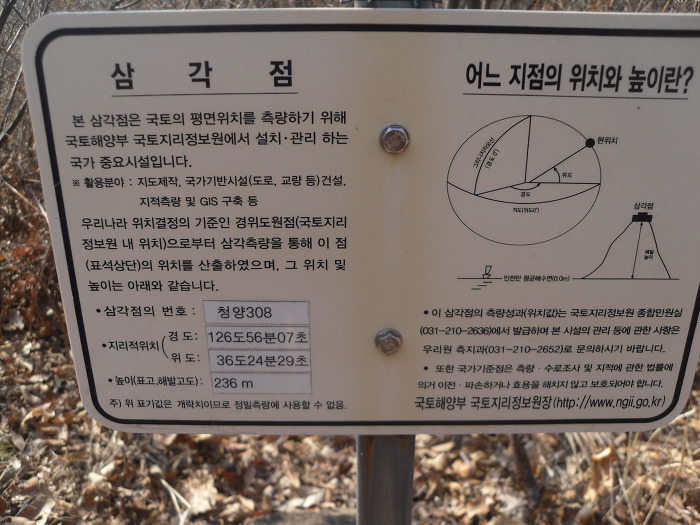 삼 각 점
본 삼각점은 국토의 평면위치를 측량하기 위해
국토해양부 국토지리정보원에서 설치·관리 하는
국가 중요시설입니다.
※ 활용분야 : 지도제작, 국가기반시설(도로, 교량 등)건설,
지적측량 및 GIS 구축 등
우리나라 위치결정의 기준인 경위도원점(국토지리
정보원 내 위치)으로부터 삼각측량을 통해 이 점
(표석상단)의 위치를 산출하였으며, 그 위치 및
높이는 아래와 같습니다.
• 삼각점의 번호 : 청양308
• 지리적위치( 경 도: 126도56분07초
위 도: 36도24분29초
• 높이(표고,해발고도): 236 m
주) 위 표기값은 개략치이므로 정밀측량에 사용할 수 없음.
어느 지점의 위치와 높이란?
그리니치자오선
(경도 0°)
현위치
위도
경도
적도(위도0°)
삼각점
해발
높이
인천만 평균해수면(0.0m)
• 이 삼각점의 측량성과(위치값)는 국토지리정보원 종합민원실
(031-210-2636)에서 발급하며 본 시설의 관리 등에 관한 사항은
우리원 측지과(031-210-2652)로 문의하시기 바랍니다.
• 또한 국가기준점은 측량 · 수로조사 및 지적에 관한 법률에
의거 이전 · 파손하거나 효용을 해치지 않고 보호되어야 합니다.
국토해양부 국토지리정보원장(http://www.ngii.go.kr)